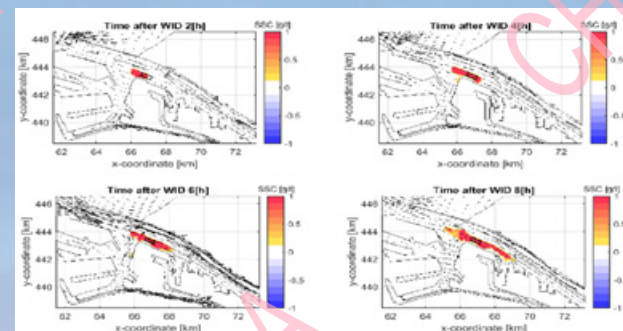 Time after WID 2[h]
SSC [g/l]
446
444
442
440
y-coordinate [km]
62 64 66 68 70 72
x-coordinate [km]
1
0.5
0
-0.5
-1
Time after WID 4[h]
SSC [g/l]
446
444
442
440
y-coordinate [km]
62 64 66 68 70 72
x-coordinate [km]
1
0.5
0
-0.5
-1
Time after WID 6[h]
SSC [g/l]
446
444
442
440
y-coordinate [km]
62 64 66 68 70 72
x-coordinate [km]
1
0.5
0
-0.5
-1
Time after WID 8[h]
SSC [g/l]
446
444
442
440
y-coordinate [km]
62 64 66 68 70 72
x-coordinate [km]
1
0.5
0
-0.5
-1
CH
A